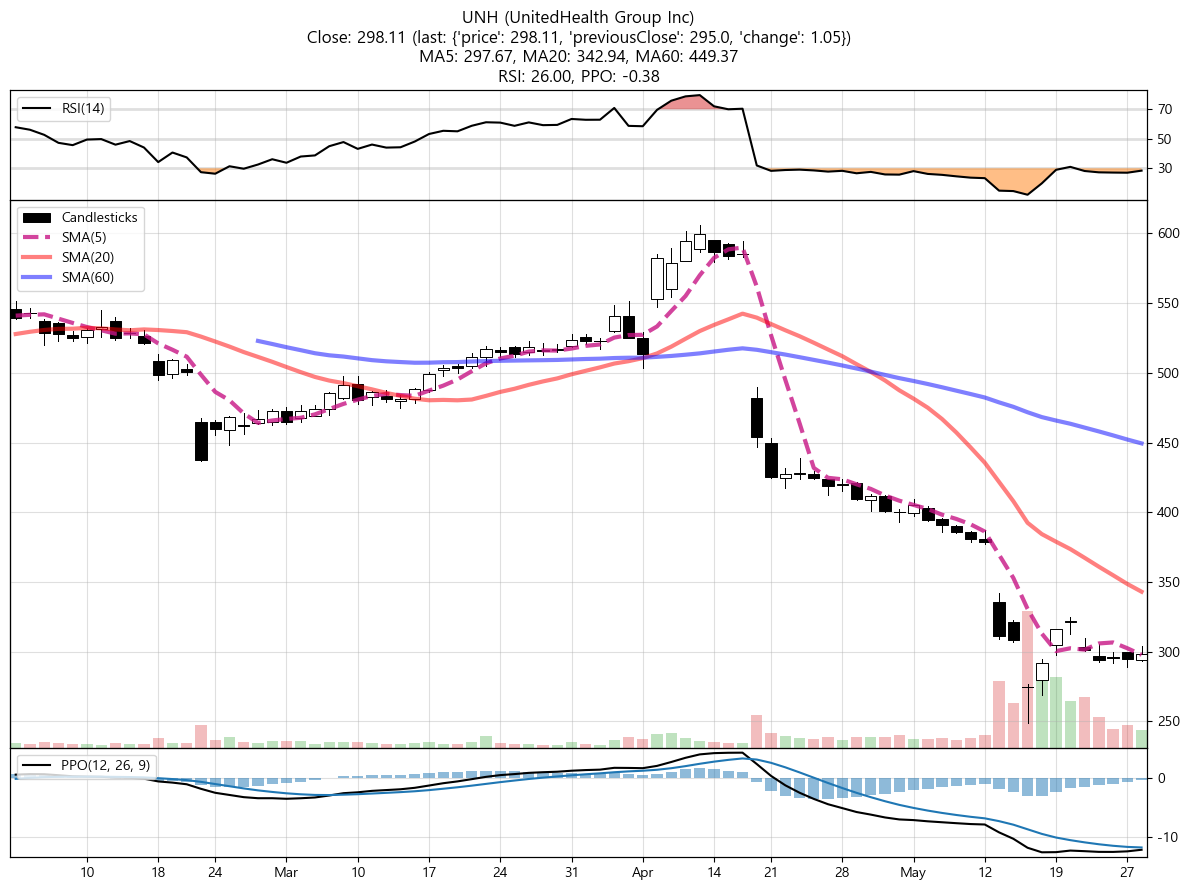 UNH (UnitedHealth Group Inc)
Close: 298.11 (last: {'price': 298.11, 'previousClose': 295.0, 'change': 1.05})
MA5: 297.67, MA20: 342.94, MA60: 449.37
RSI: 26.00, PPO: -0.38
RSI(14)
70
50
30
Candlesticks
SMA(5)
SMA(20)
SMA(60)
600
550
500
450
400
350
300
250
PPO(12, 26, 9)
0
-10
10 18 24 Mar 10 17 24 31 Apr 14 21 28 May 12 19 27